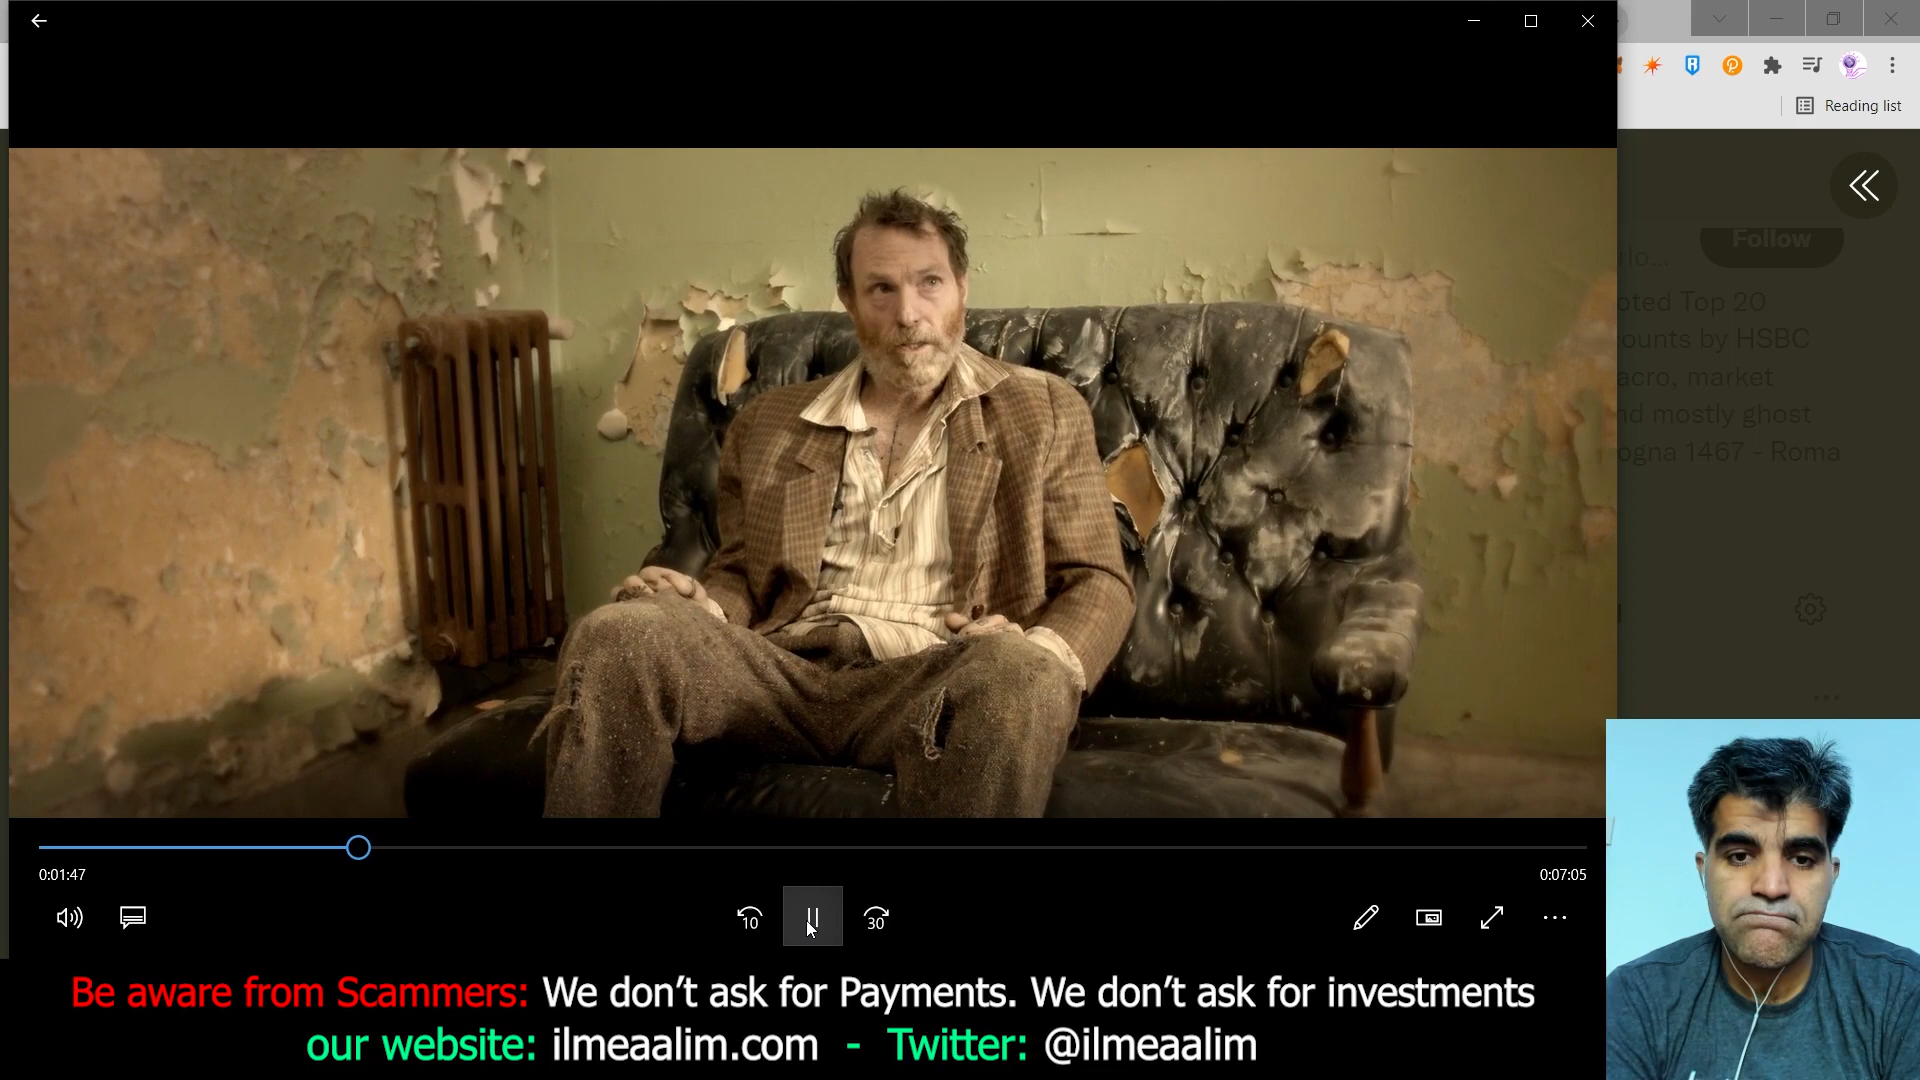 Reading list
Follow
rlo...
oted Top 20
ounts by HSBC
acro, market
nd mostly ghost
ogna 1467 - Roma
0:01:47
0:07:05
10
30
Be aware from Scammers: We don't ask for Payments. We don't ask for investments
our website: ilmeaalim.com - Twitter: @ilmeaalim